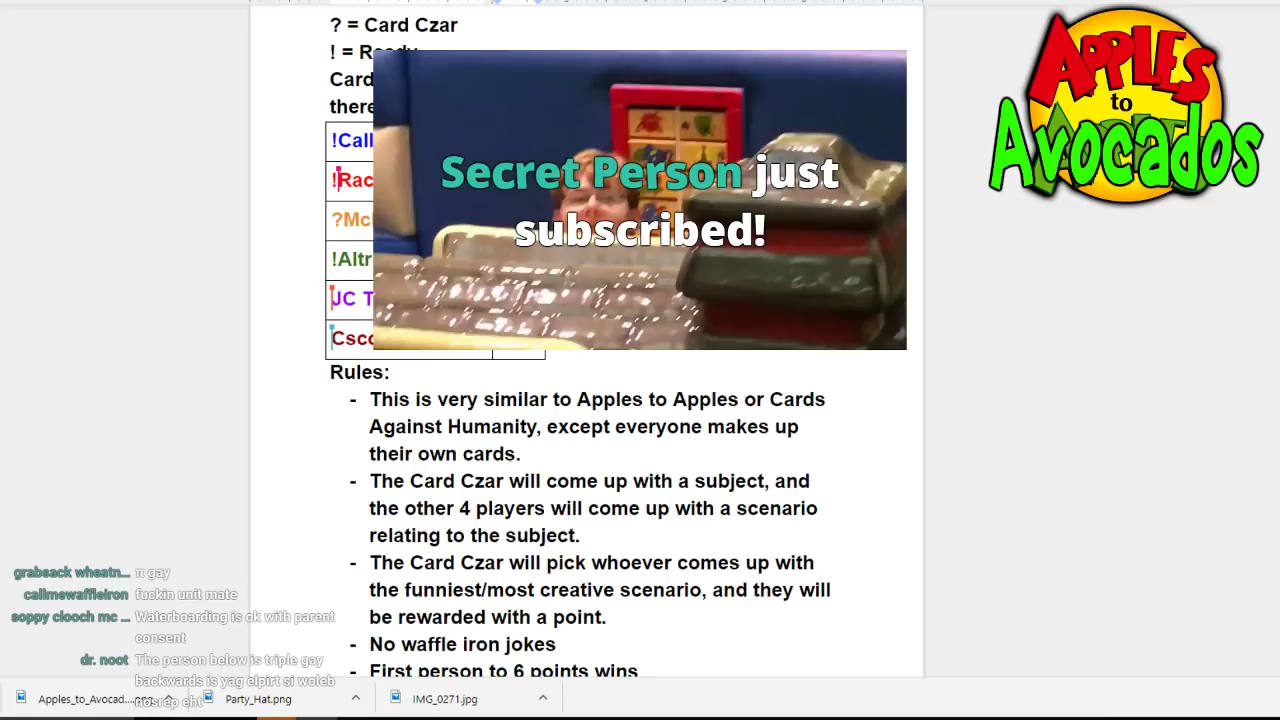 ? = Card Czar
! = Ready
Card
there
!Call
!Rac
?Mcl
!Altr
JC T
Csco
Secret Person just
subscribed!
APPLES
to
Avocados
Rules:
- This is very similar to Apples to Apples or Cards
Against Humanity, except everyone makes up
their own cards.
- The Card Czar will come up with a subject, and
the other 4 players will come up with a scenario
relating to the subject.
- The Card Czar will pick whoever comes up with
the funniest/most creative scenario, and they will
be rewarded with a point.
- No waffle iron jokes
- First person to 6 points wins
grabsack wheatn... π gay
callmewaffleiron fuckin unit mate
soppy clooch mc ... Waterboarding is ok with parent
consent
dr. noot The person below is triple gay
backwards is yag elpirt si woleb
nosrep eht
Apples_to_Avocad....png
Party_Hat.png
IMG_0271.jpg